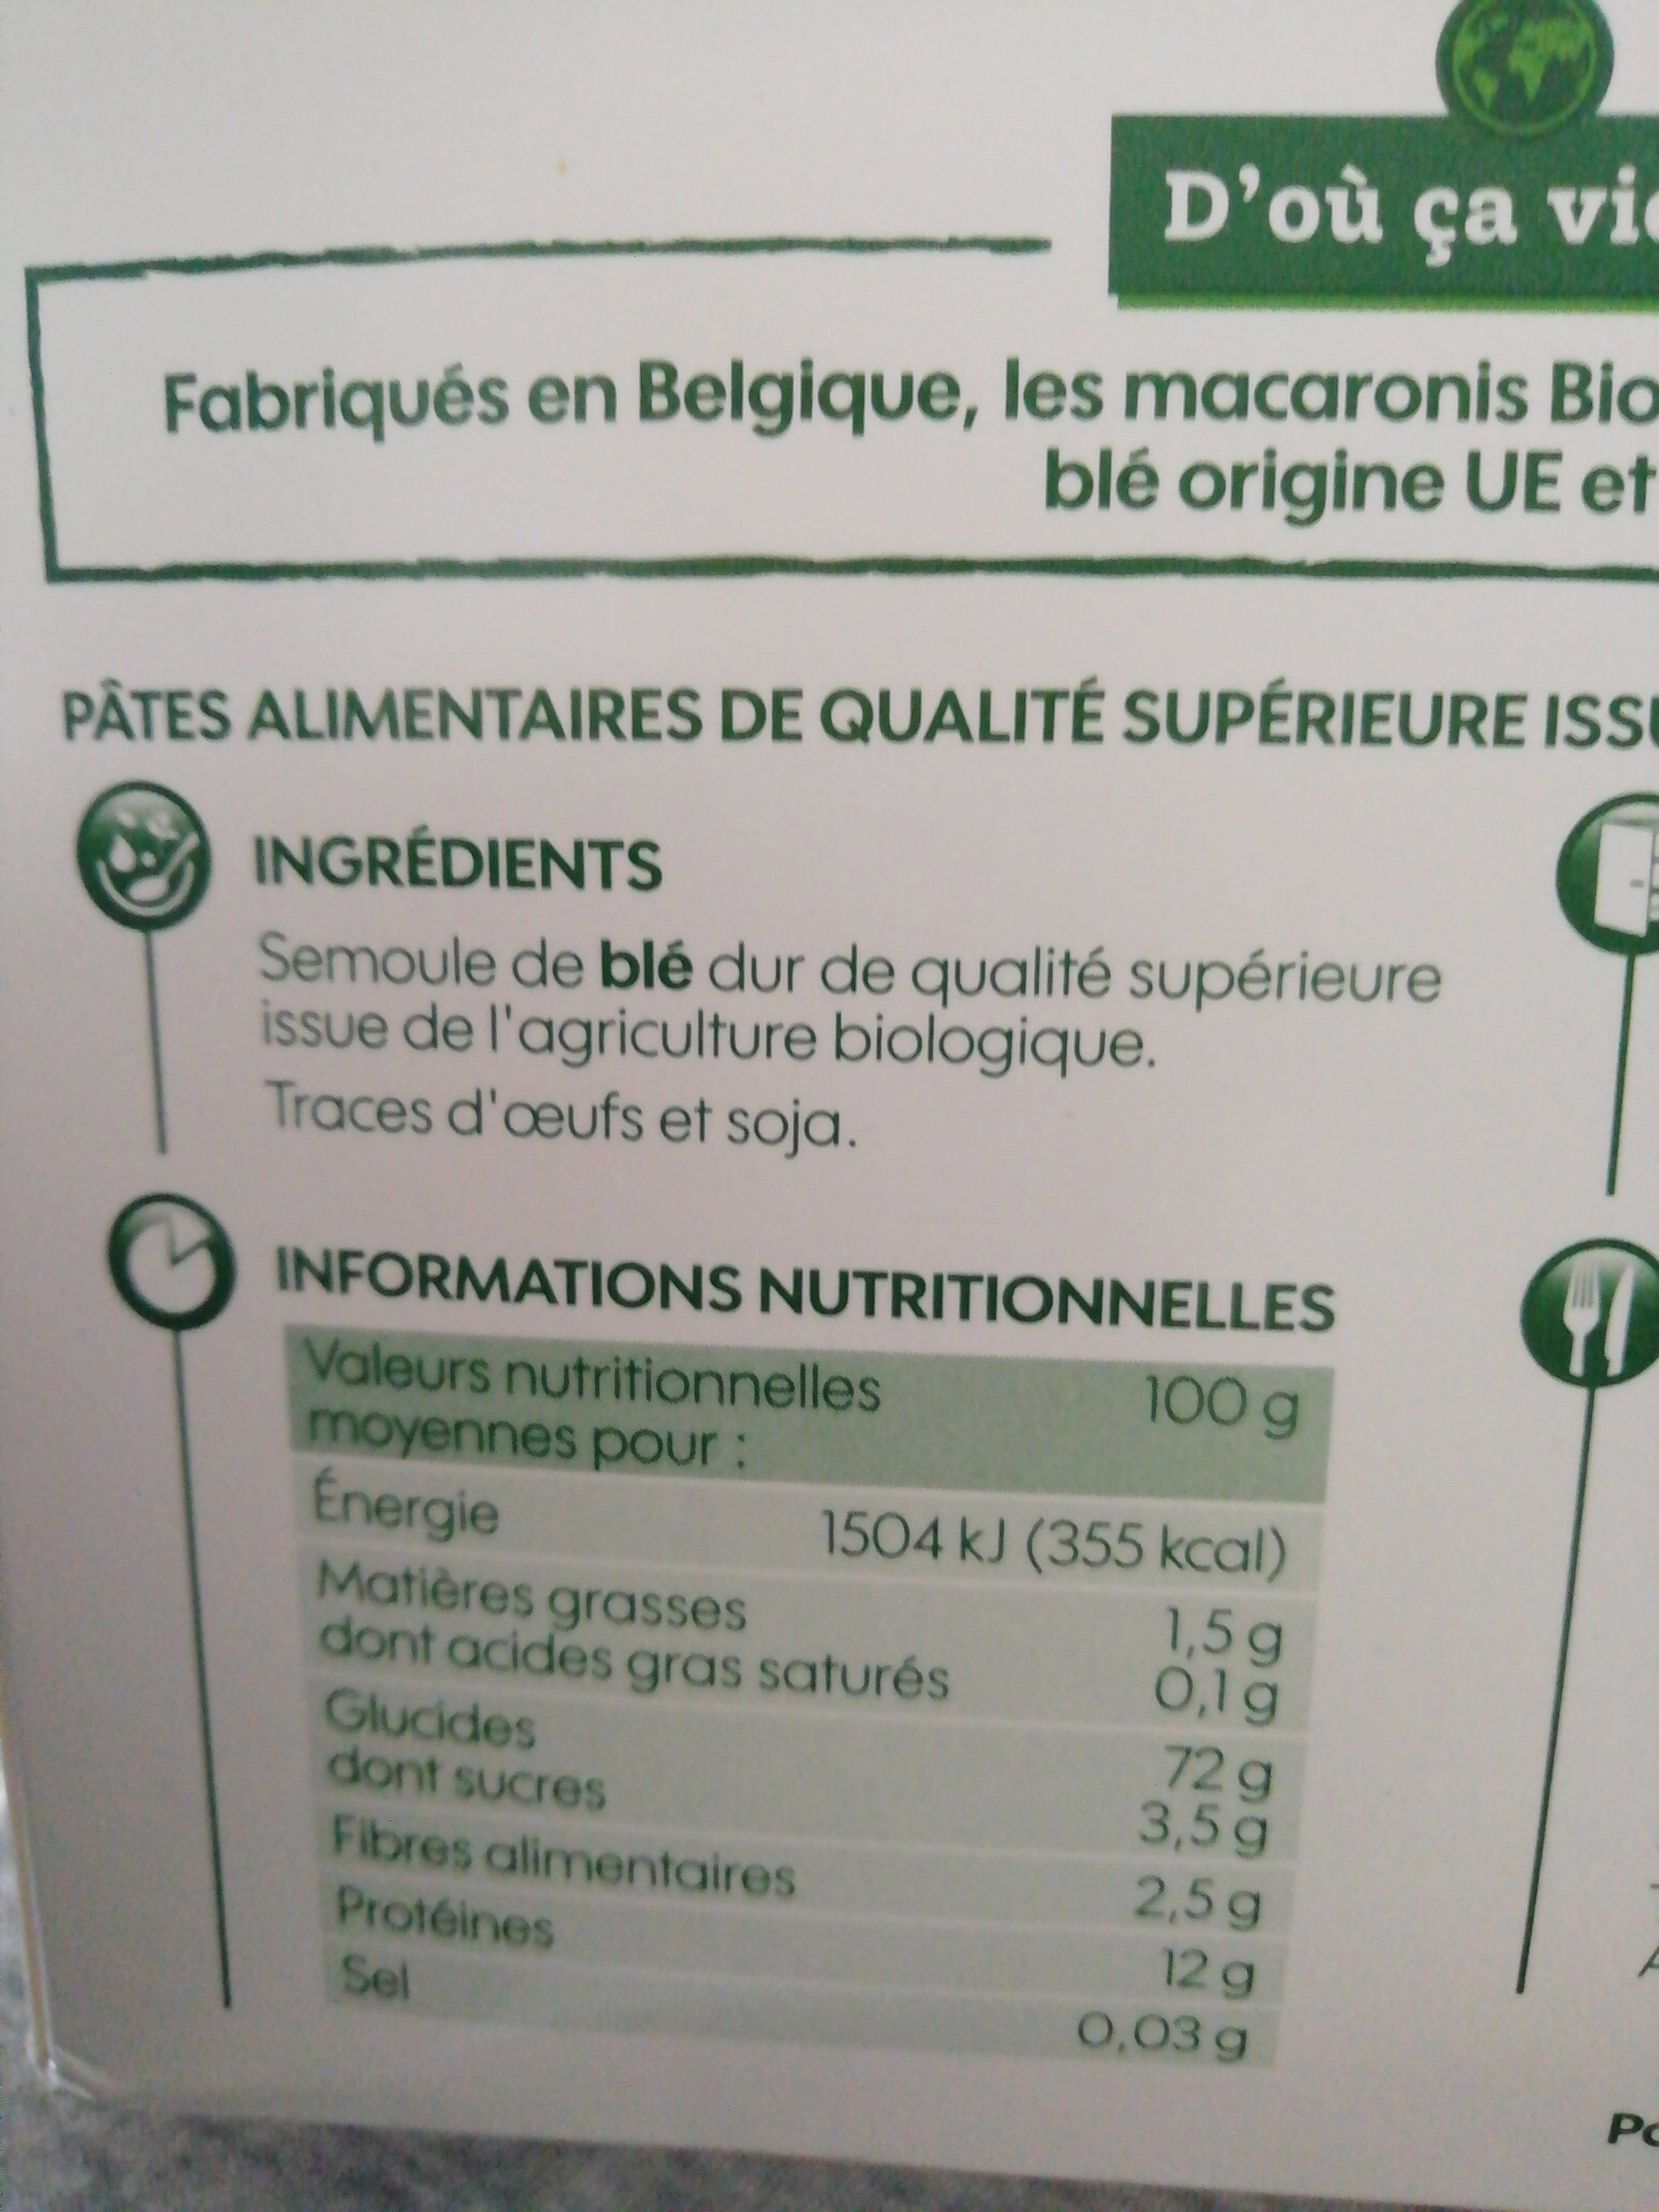 D'où ça
Fabriqués en Belgique, les macaronis Bio
blé origine UE et
PÂTES ALIMENTAIRES DE QUALITÉ SUPÉRIEURE
INGRÉDIENTS
Semoule de blé dur de qualité supérieure
issue de l'agriculture biologique.
Traces d'œufs et soja.
INFORMATIONS NUTRITIONNELLES
Valeurs nutritionnelles 100 g
moyennes pour :
Énergie 1504 kJ (355 kcal)
Matières grasses 1,5 g
dont acides gras saturés 0,1 g
Glucides 72 g
dont sucres 3,5 g
Fibres alimentaires 2,5 g
Protéines 12 g
Sel 0,03 g